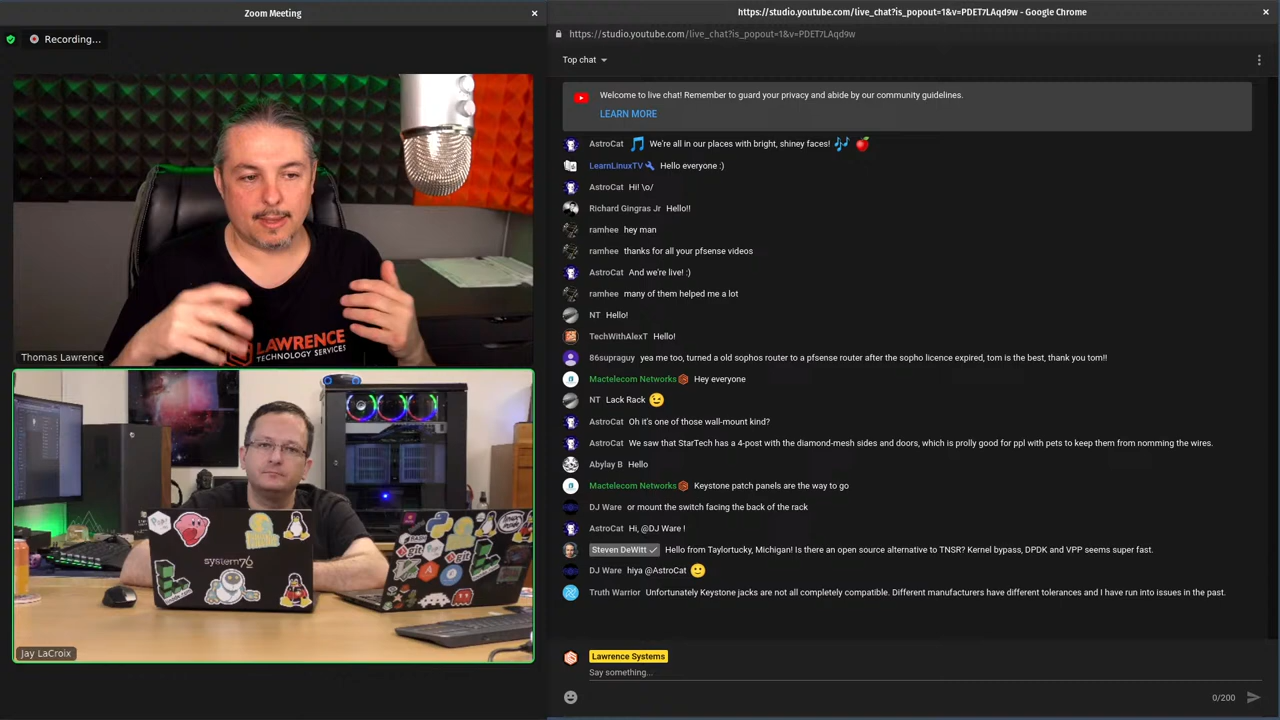 Zoom Meeting
Recording...
LAWRENCE
TECHNOLOGY SERVICES
Thomas Lawrence
system76
git
git
Jay LaCroix
https://studio.youtube.com/live_chat?is_popout=1&v=PDET7LAqd9w - Google Chrome
https://studio.youtube.com/live_chat?is_popout=1&v=PDET7LAqd9w
Top chat
Welcome to live chat! Remember to guard your privacy and abide by our community guidelines.
LEARN MORE
AstroCat 🎵 We're all in our places with bright, shiney faces! 🎶 🍎
LearnLinuxTV Hello everyone :)
AstroCat Hi! \o/
Richard Gingras Jr Hello!!
ramhee hey man
ramhee thanks for all your pfsense videos
AstroCat And we're live! :)
ramhee many of them helped me a lot
NT Hello!
TechWithAlexT Hello!
86supraguy yea me too, turned a old sophos router to a pfsense router after the sopho licence expired, tom is the best, thank you tom!!
Mactelecom Networks Hey everyone
NT Lack Rack 😉
AstroCat Oh it's one of those wall-mount kind?
AstroCat We saw that StarTech has a 4-post with the diamond-mesh sides and doors, which is prolly good for ppl with pets to keep them from nomming the wires.
Abylay B Hello
Mactelecom Networks Keystone patch panels are the way to go
DJ Ware or mount the switch facing the back of the rack
AstroCat Hi, @DJ Ware !
Steven DeWitt ✓ Hello from Taylortucky, Michigan! Is there an open source alternative to TNSR? Kernel bypass, DPDK and VPP seems super fast.
DJ Ware hiya @AstroCat 🙂
Truth Warrior Unfortunately Keystone jacks are not all completely compatible. Different manufacturers have different tolerances and I have run into issues in the past.
Lawrence Systems
Say something...
0/200